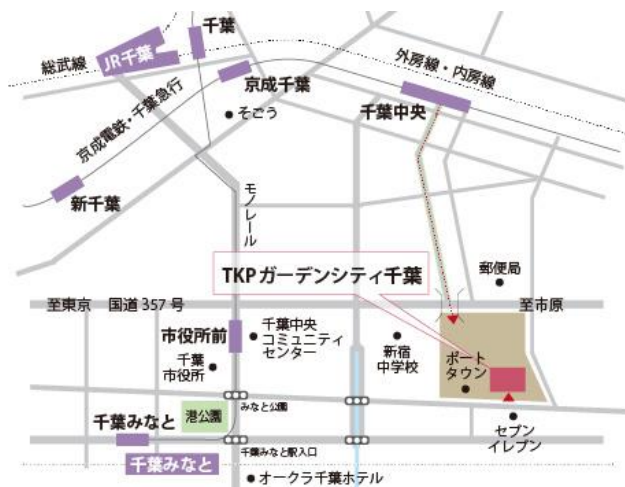 千葉
JR千葉
総武線
外房線・内房線
京成千葉
千葉中央
そごう
京成電鉄・千葉急行
新千葉
モノレール
TKPガーデンシティ千葉
郵便局
至東京 国道357号
至市原
市役所前
千葉中央
コミュニティ
センター
千葉
市役所
新宿
中学校
ポート
タウン
みなと公園
港公園
千葉みなと
セブン
イレブン
千葉みなと駅入口
千葉みなと
オークラ千葉ホテル